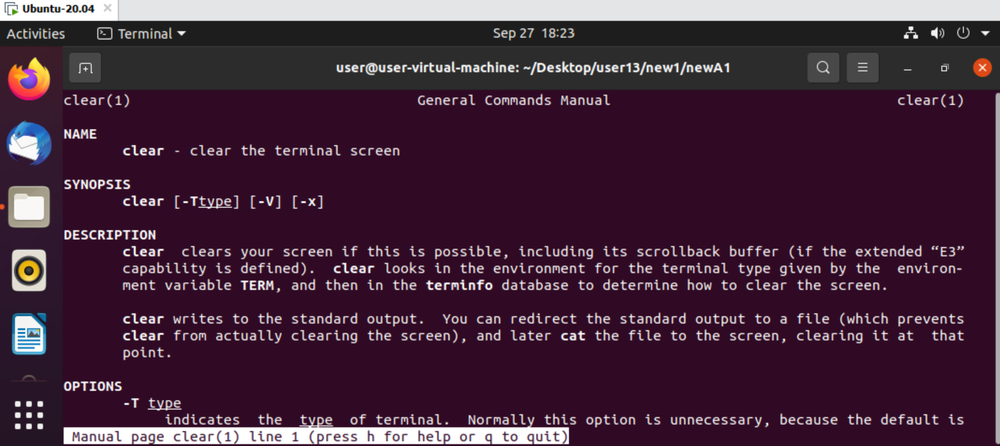 Ubuntu-20.04
Activities Terminal Sep 27 18:23
user@user-virtual-machine: ~/Desktop/user13/new1/newA1
clear(1) General Commands Manual clear(1)
NAME
clear - clear the terminal screen
SYNOPSIS
clear [-Ttype] [-V] [-x]
DESCRIPTION
clear clears your screen if this is possible, including its scrollback buffer (if the extended “E3”
capability is defined). clear looks in the environment for the terminal type given by the environ-
ment variable TERM, and then in the terminfo database to determine how to clear the screen.
clear writes to the standard output. You can redirect the standard output to a file (which prevents
clear from actually clearing the screen), and later cat the file to the screen, clearing it at that
point.
OPTIONS
-T type
indicates the type of terminal. Normally this option is unnecessary, because the default is
Manual page clear(1) line 1 (press h for help or q to quit)